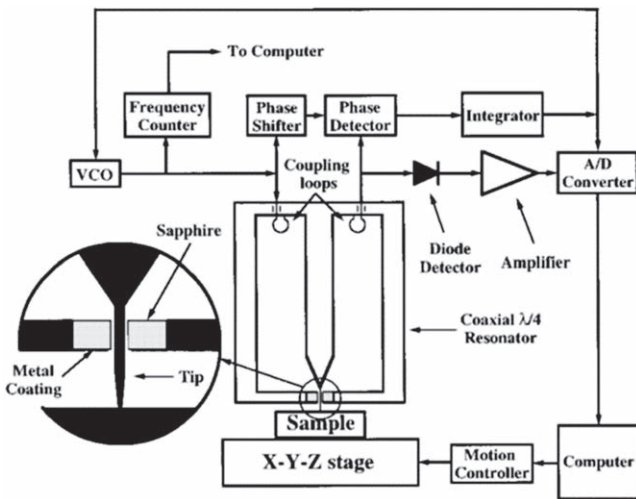 To Computer
Frequency
Counter
Phase
Shifter
Phase
Detector
Integrator
VCO
Coupling
loops
A/D
Converter
Sapphire
Diode
Detector
Amplifier
Coaxial λ/4
Resonator
Metal
Coating
Tip
Sample
X-Y-Z stage
Motion
Controller
Computer